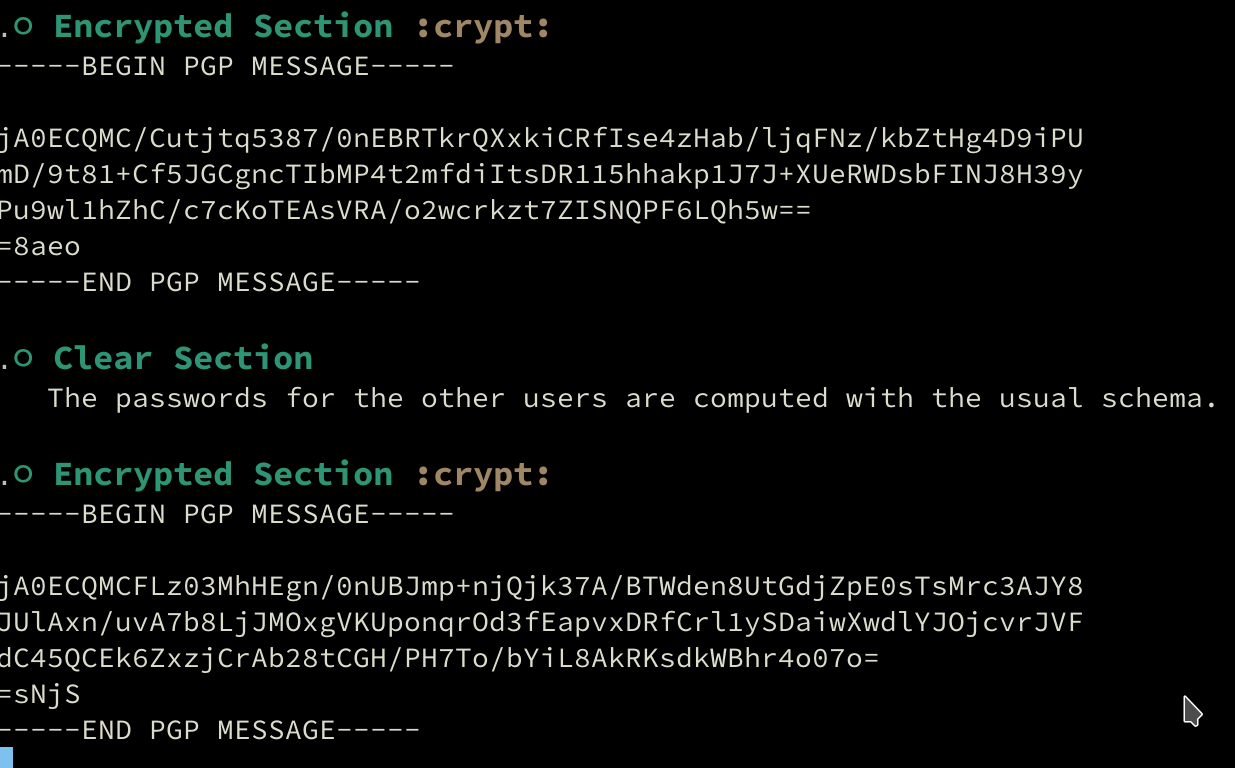 .○ Encrypted Section :crypt:
-----BEGIN PGP MESSAGE-----
jA0ECQMC/Cutjtq5387/0nEBRTkrQXxkiCRfIse4zHab/ljqFNz/kbZtHg4D9iPU
mD/9t81+Cf5JGCgncTIbMP4t2mfdiItsDR115hhakp1J7J+XUeRWDsbFINJ8H39y
Pu9wl1hZhC/c7cKoTEAsVRA/o2wcrkzt7ZISNQPF6LQh5w==
=8aeo
-----END PGP MESSAGE-----
.○ Clear Section
The passwords for the other users are computed with the usual schema.
.○ Encrypted Section :crypt:
-----BEGIN PGP MESSAGE-----
jA0ECQMCFLz03MhHEgn/0nUBJmp+njQjk37A/BTWden8UtGdjZpE0sTsMrc3AJY8
JUlAxn/uvA7b8LjJMOxgVKUponqrOd3fEapvxDRfCrl1ySDaiwXwdlYJOjcvrJVF
dC45QCEk6ZxzjCrAb28tCGH/PH7To/bYiL8AkRKsdkWBhr4o07o=
=sNjS
-----END PGP MESSAGE-----